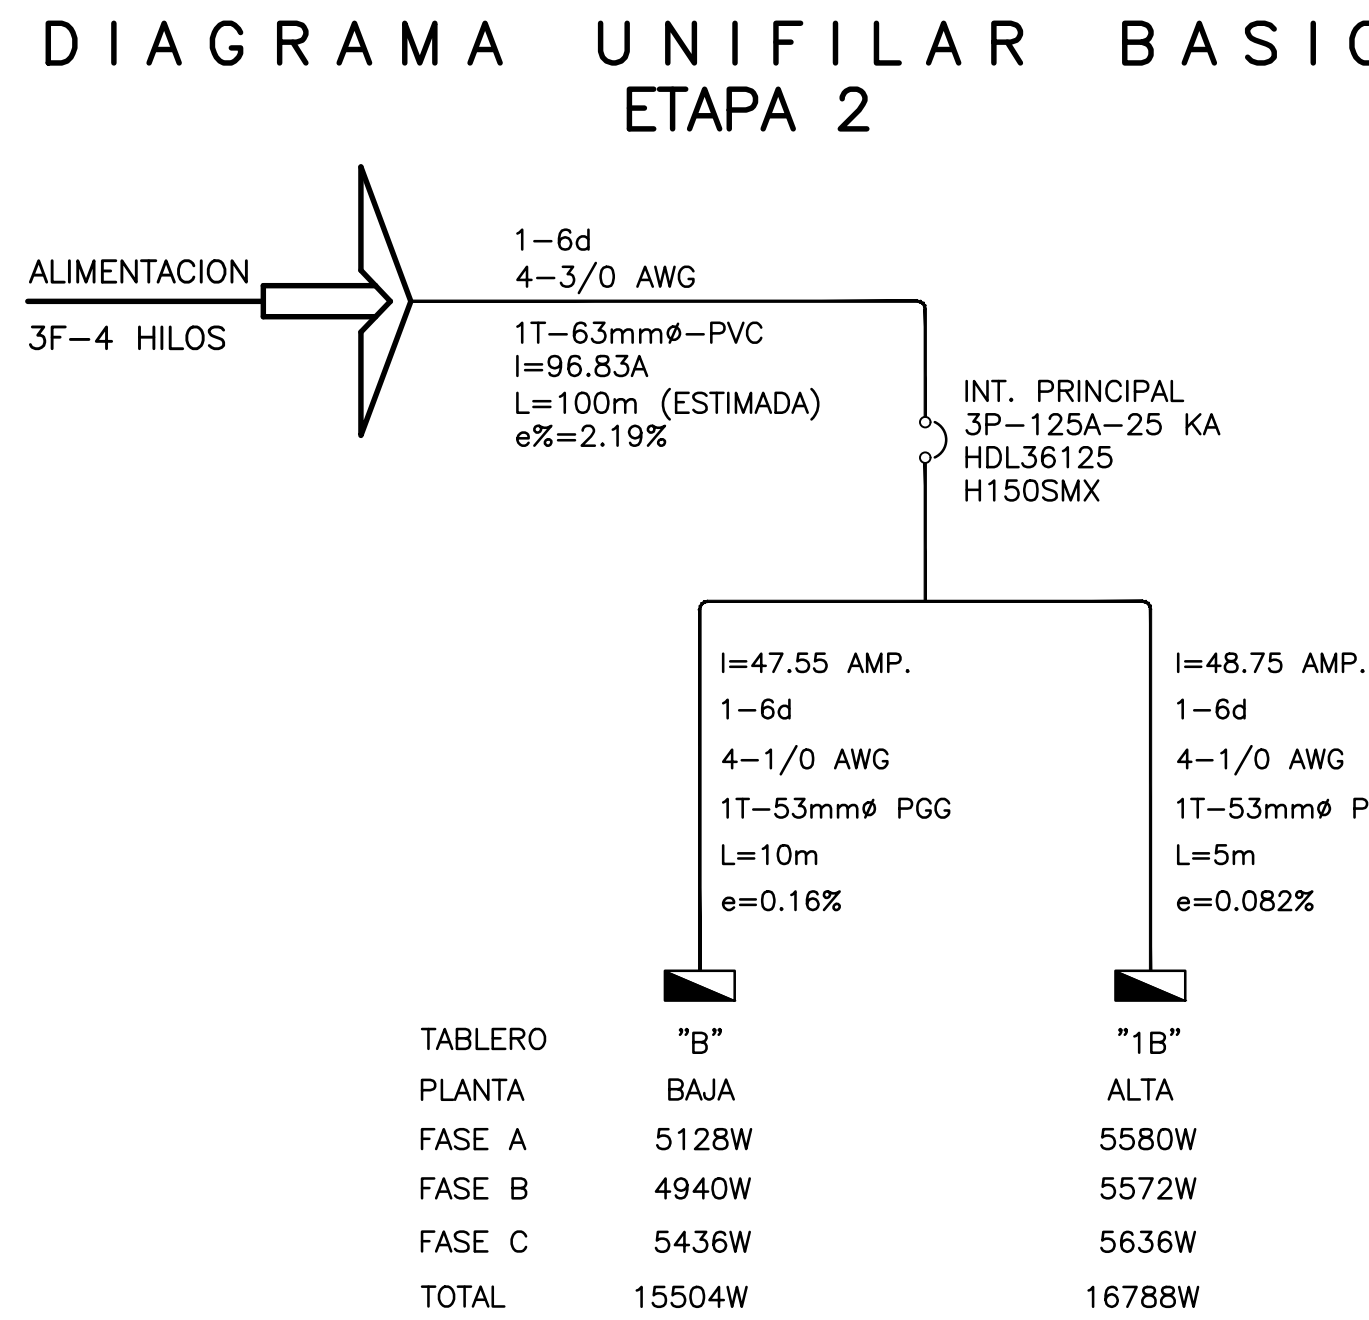 DIAGRAMA UNIFILAR BASIC
ETAPA 2
ALIMENTACION
3F-4 HILOS
1-6d
4-3/0 AWG
1T-63mmø-PVC
I=96.83A
L=100m (ESTIMADA)
e%=2.19%
INT. PRINCIPAL
3P-125A-25 KA
HDL36125
H150SMX
I=47.55 AMP.
1-6d
4-1/0 AWG
1T-53mmø PGG
L=10m
e=0.16%
I=48.75 AMP.
1-6d
4-1/0 AWG
1T-53mmø P
L=5m
e=0.082%
TABLERO "B" "1B"
PLANTA BAJA ALTA
FASE A 5128W 5580W
FASE B 4940W 5572W
FASE C 5436W 5636W
TOTAL 15504W 16788W